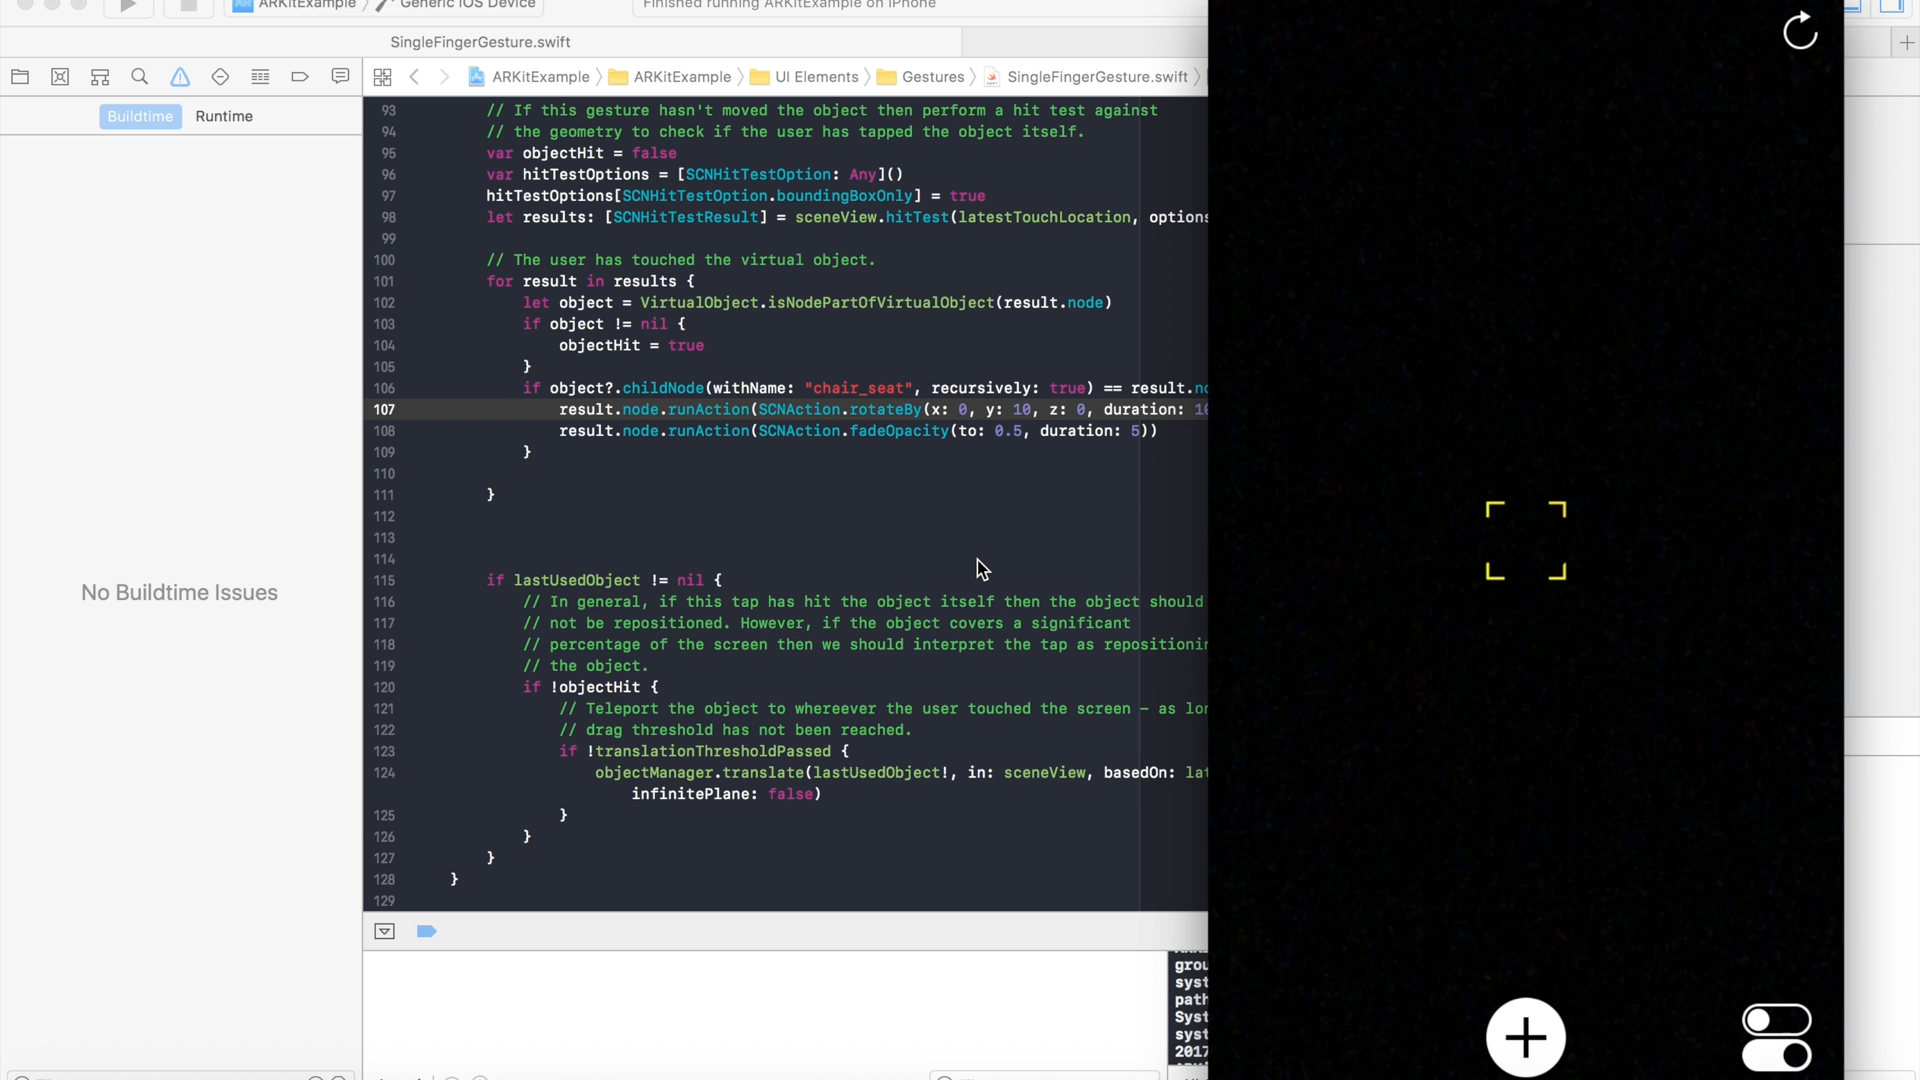 ARKitExample Generic iOS Device Finished running ARKitExample on iPhone
SingleFingerGesture.swift
ARKitExample ARKitExample UI Elements Gestures SingleFingerGesture.swift
Buildtime Runtime
No Buildtime Issues
93 // If this gesture hasn't moved the object then perform a hit test against
94 // the geometry to check if the user has tapped the object itself.
95 var objectHit = false
96 var hitTestOptions = [SCNHitTestOption: Any]()
97 hitTestOptions[SCNHitTestOption.boundingBoxOnly] = true
98 let results: [SCNHitTestResult] = sceneView.hitTest(latestTouchLocation, options
99
100 // The user has touched the virtual object.
101 for result in results {
102 let object = VirtualObject.isNodePartOfVirtualObject(result.node)
103 if object != nil {
104 objectHit = true
105 }
106 if object?.childNode(withName: "chair_seat", recursively: true) == result.no
107 result.node.runAction(SCNAction.rotateBy(x: 0, y: 10, z: 0, duration: 10
108 result.node.runAction(SCNAction.fadeOpacity(to: 0.5, duration: 5))
109 }
110
111 }
112
113
114
115 if lastUsedObject != nil {
116 // In general, if this tap has hit the object itself then the object should
117 // not be repositioned. However, if the object covers a significant
118 // percentage of the screen then we should interpret the tap as repositionin
119 // the object.
120 if !objectHit {
121 // Teleport the object to whereever the user touched the screen – as lon
122 // drag threshold has not been reached.
123 if !translationThresholdPassed {
124 objectManager.translate(lastUsedObject!, in: sceneView, basedOn: lat
infinitePlane: false)
125 }
126 }
127 }
128 }
129
grou
syst
path
Syst
syst
2017